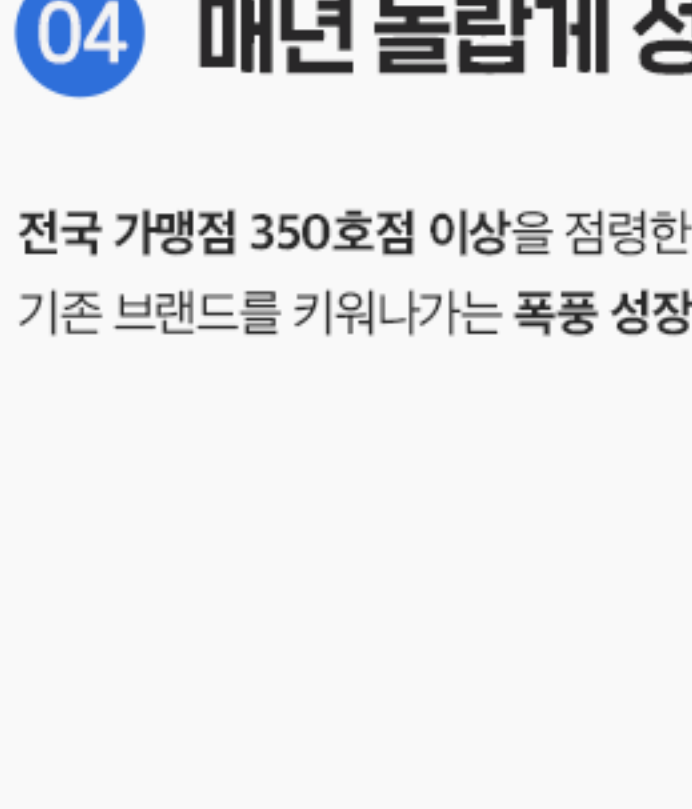 04 매년 놀랍게
전국 가맹점 350호점 이상을 점령한
기존 브랜드를 키워나가는 폭풍 성장